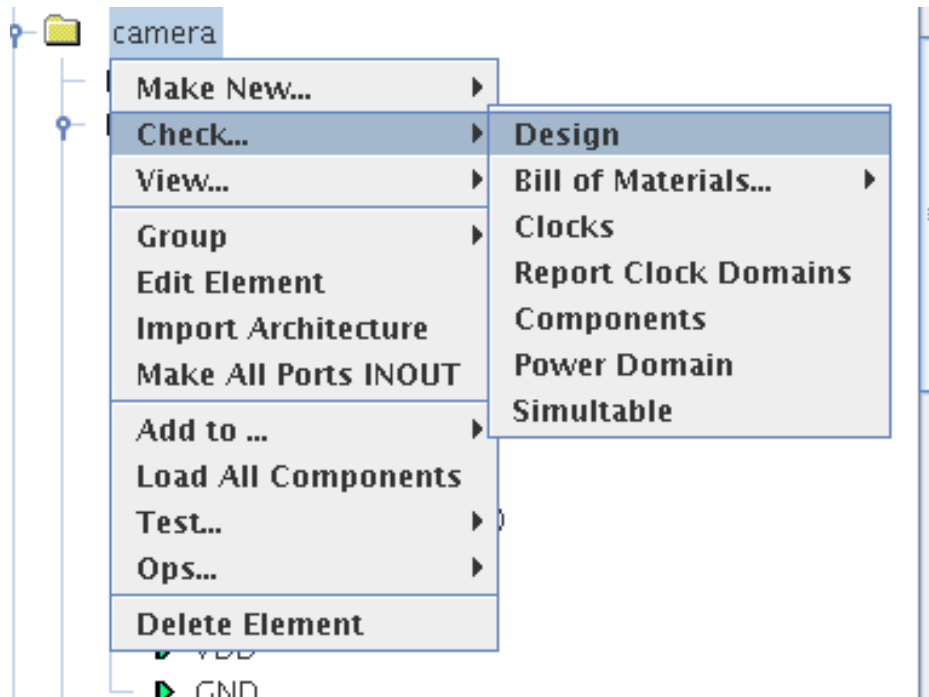 camera
Make New...
Check...
View...
Group
Edit Element
Import Architecture
Make All Ports INOUT
Add to ...
Load All Components
Test...
Ops...
Delete Element
Design
Bill of Materials...
Clocks
Report Clock Domains
Components
Power Domain
Simultable
VDD
GND